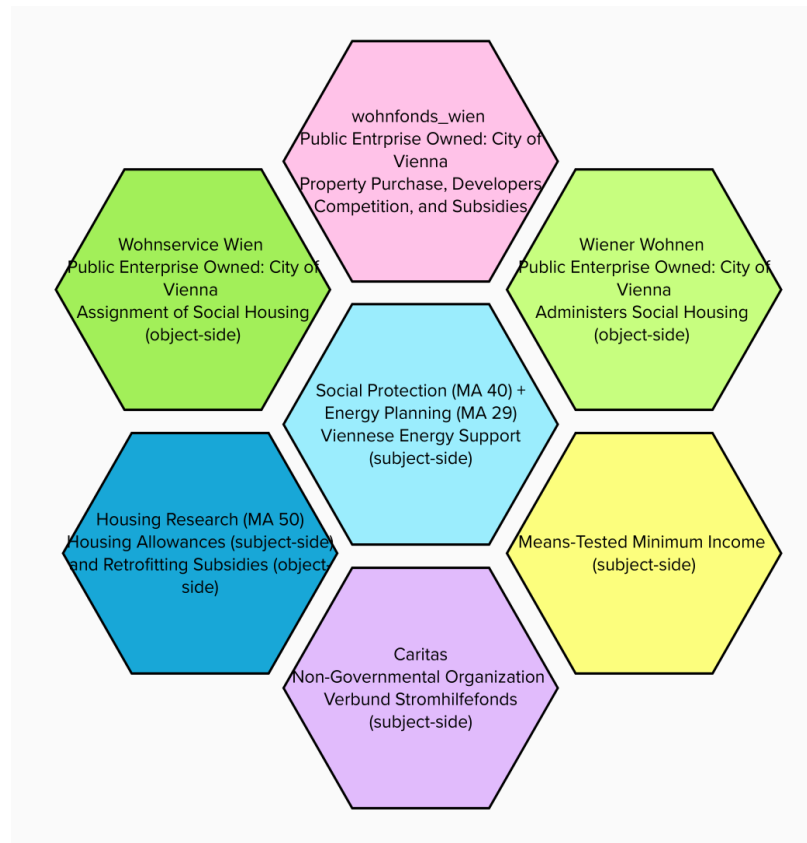 wohnfonds_wien
Public Entrprise Owned: City of
Vienna
Property Purchase, Developers
Competition, and Subsidies
Wohnservice Wien
Public Enterprise Owned: City of
Vienna
Assignment of Social Housing
(object-side)
Wiener Wohnen
Public Enterprise Owned: City of
Vienna
Administers Social Housing
(object-side)
Social Protection (MA 40) +
Energy Planning (MA 29)
Viennese Energy Support
(subject-side)
Housing Research (MA 50)
Housing Allowances (subject-side)
and Retrofitting Subsidies (object-
side)
Means-Tested Minimum Income
(subject-side)
Caritas
Non-Governmental Organization
Verbund Stromhilfefonds
(subject-side)